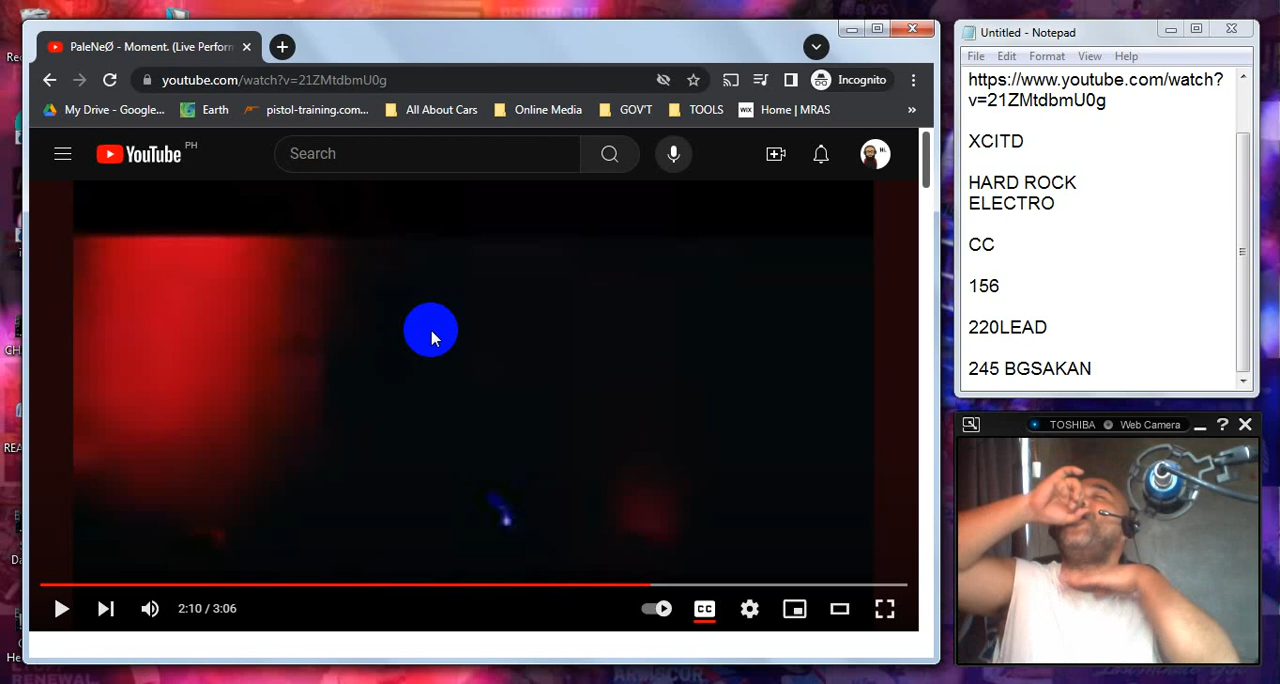 PaleNeØ - Moment. (Live Perform
youtube.com/watch?v=21ZMtdbmU0g
Incognito
My Drive - Google...
Earth
pistol-training.com...
All About Cars
Online Media
GOV'T
TOOLS
WIX
Home | MRAS
»
YouTube PH
Search
2:10 / 3:06
CC
Untitled - Notepad
File Edit Format View Help
https://www.youtube.com/watch?
v=21ZMtdbmU0g
XCITD
HARD ROCK
ELECTRO
CC
156
220LEAD
245 BGSAKAN
TOSHIBA Web Camera
RENEWAL